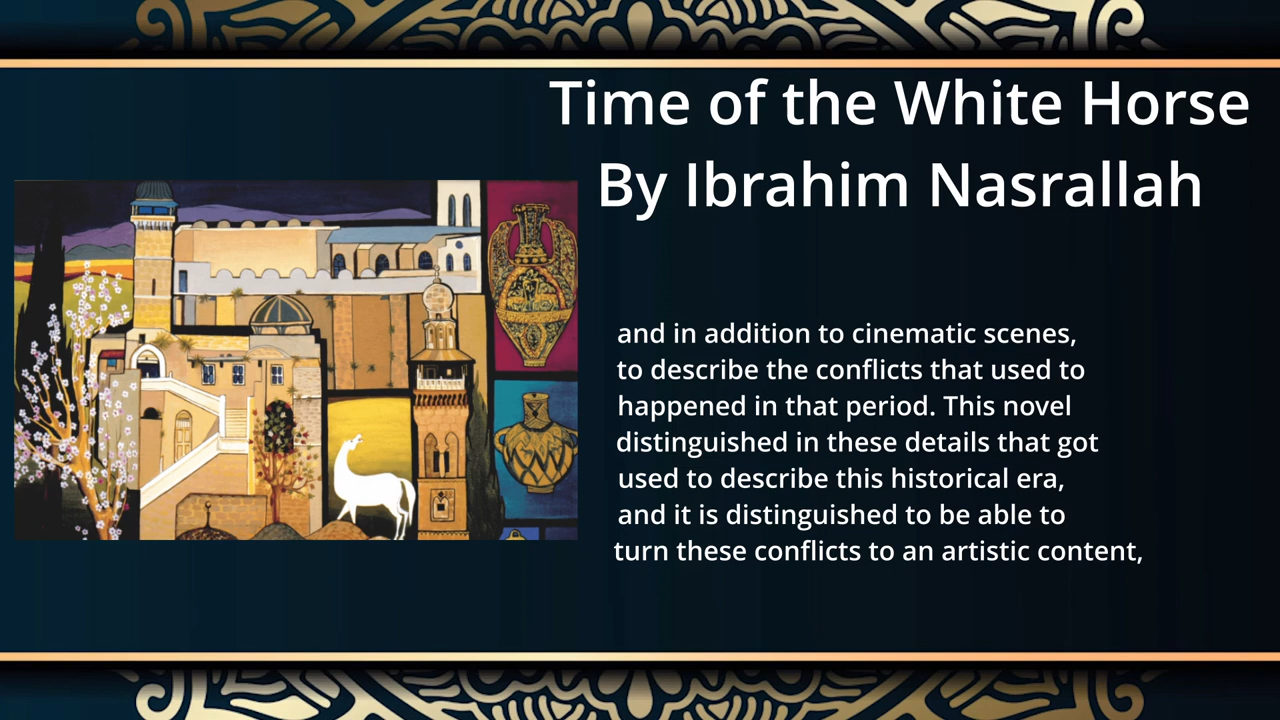 Time of the White Horse
By Ibrahim Nasrallah
and in addition to cinematic scenes,
to describe the conflicts that used to
happened in that period. This novel
distinguished in these details that got
used to describe this historical era,
and it is distinguished to be able to
turn these conflicts to an artistic content,